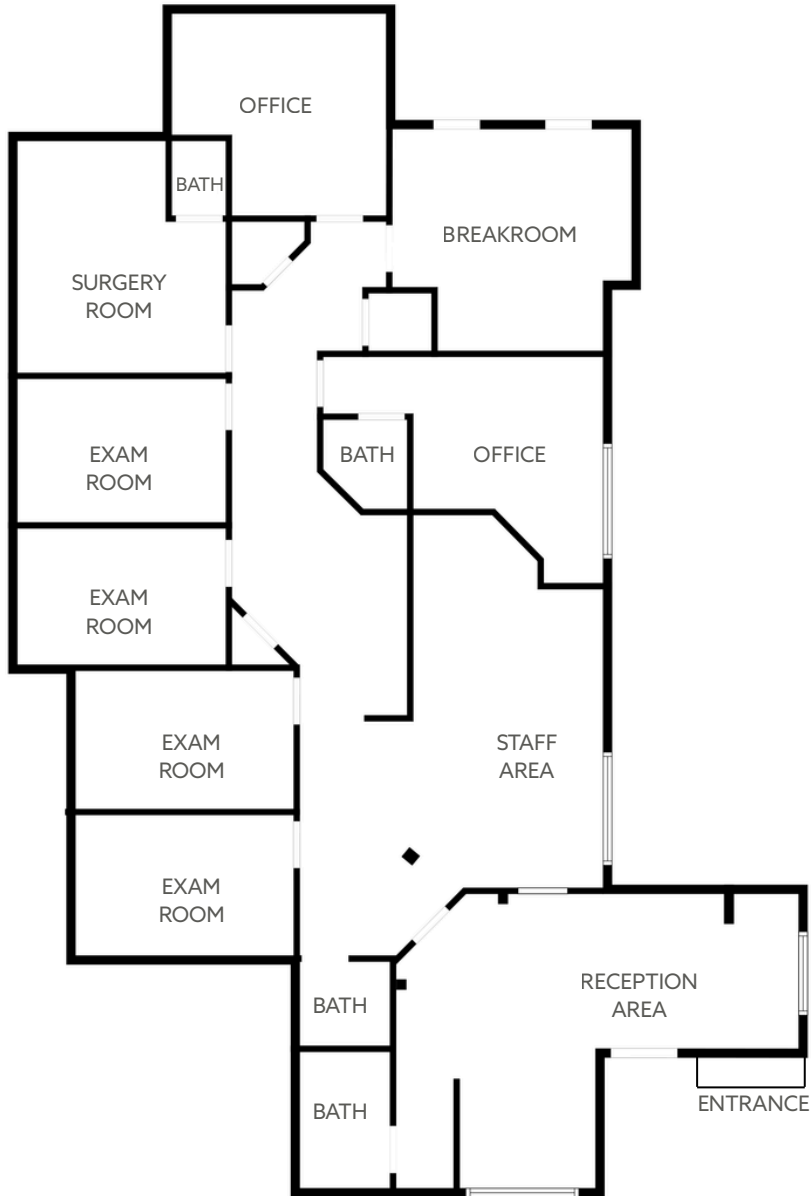 OFFICE
BATH
BREAKROOM
SURGERY
ROOM
EXAM
ROOM
BATH
OFFICE
EXAM
ROOM
EXAM
ROOM
STAFF
AREA
EXAM
ROOM
BATH
RECEPTION
AREA
BATH
ENTRANCE